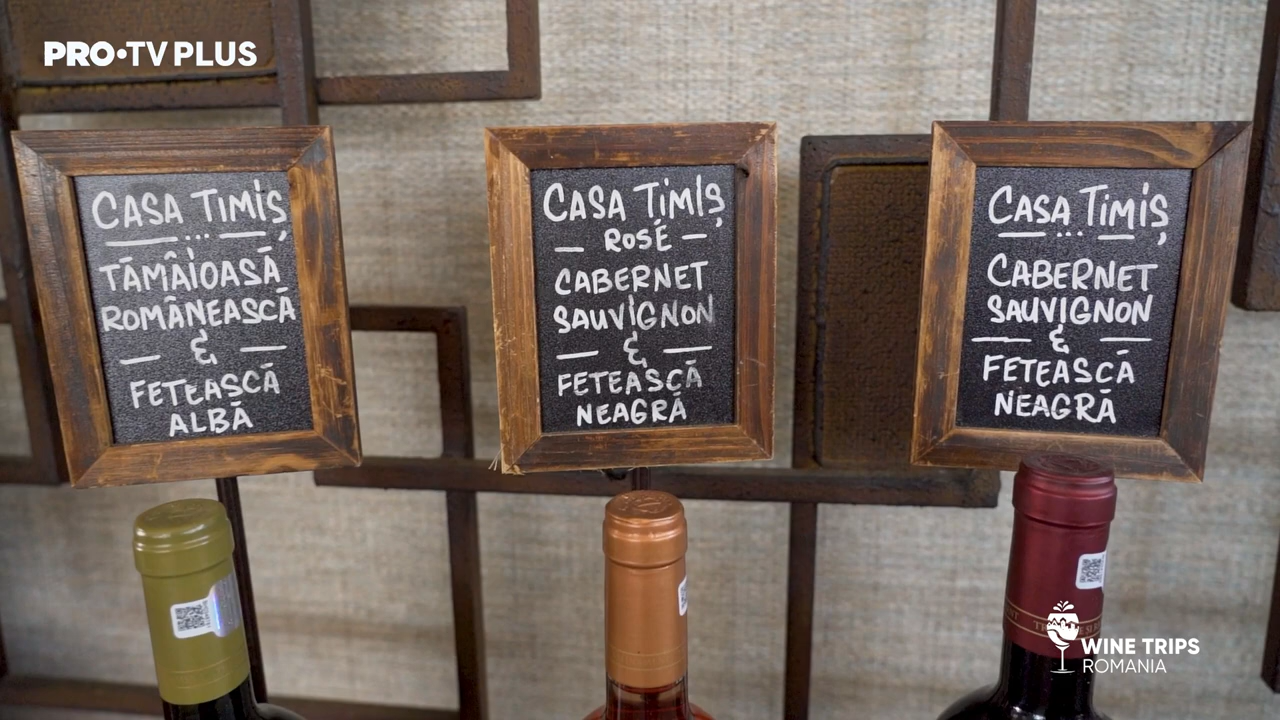 PRO•TV PLUS
CASA TIMIȘ
TĂMÂIOASĂ
ROMÂNEASCĂ
&
FETEASCĂ
ALBĂ
CASA TIMIȘ
ROSÉ
CABERNET
SAUVIGNON
&
FETEASCĂ
NEAGRĂ
CASA TIMIȘ
CABERNET
SAUVIGNON
&
FETEASCĂ
NEAGRĂ
WINE TRIPS
ROMANIA